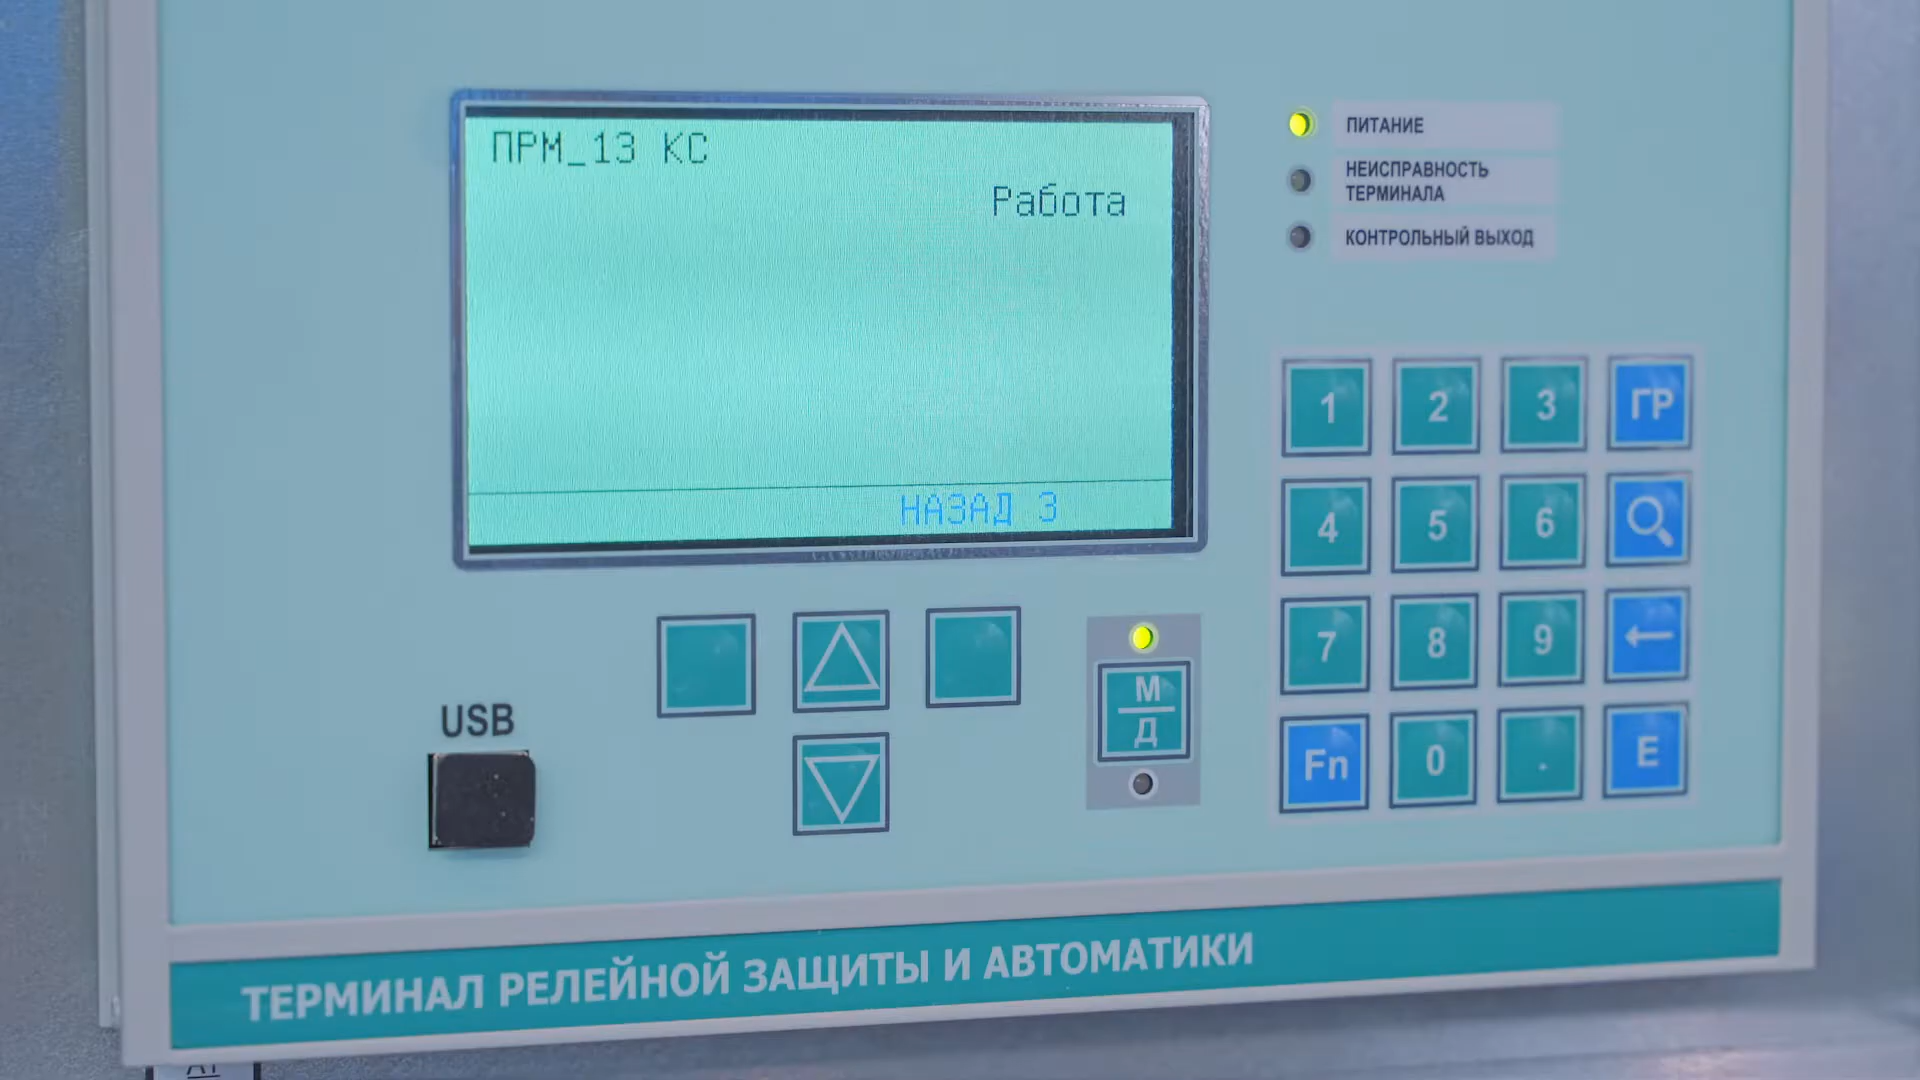 ПРМ_13 КС
Работа
НАЗАД 3
ПИТАНИЕ
НЕИСПРАВНОСТЬ
ТЕРМИНАЛА
КОНТРОЛЬНЫЙ ВЫХОД
1 2 3 ГР
4 5 6
7 8 9 ←
Fn 0 . E
М
Д
USB
ТЕРМИНАЛ РЕЛЕЙНОЙ ЗАЩИТЫ И АВТОМАТИКИ